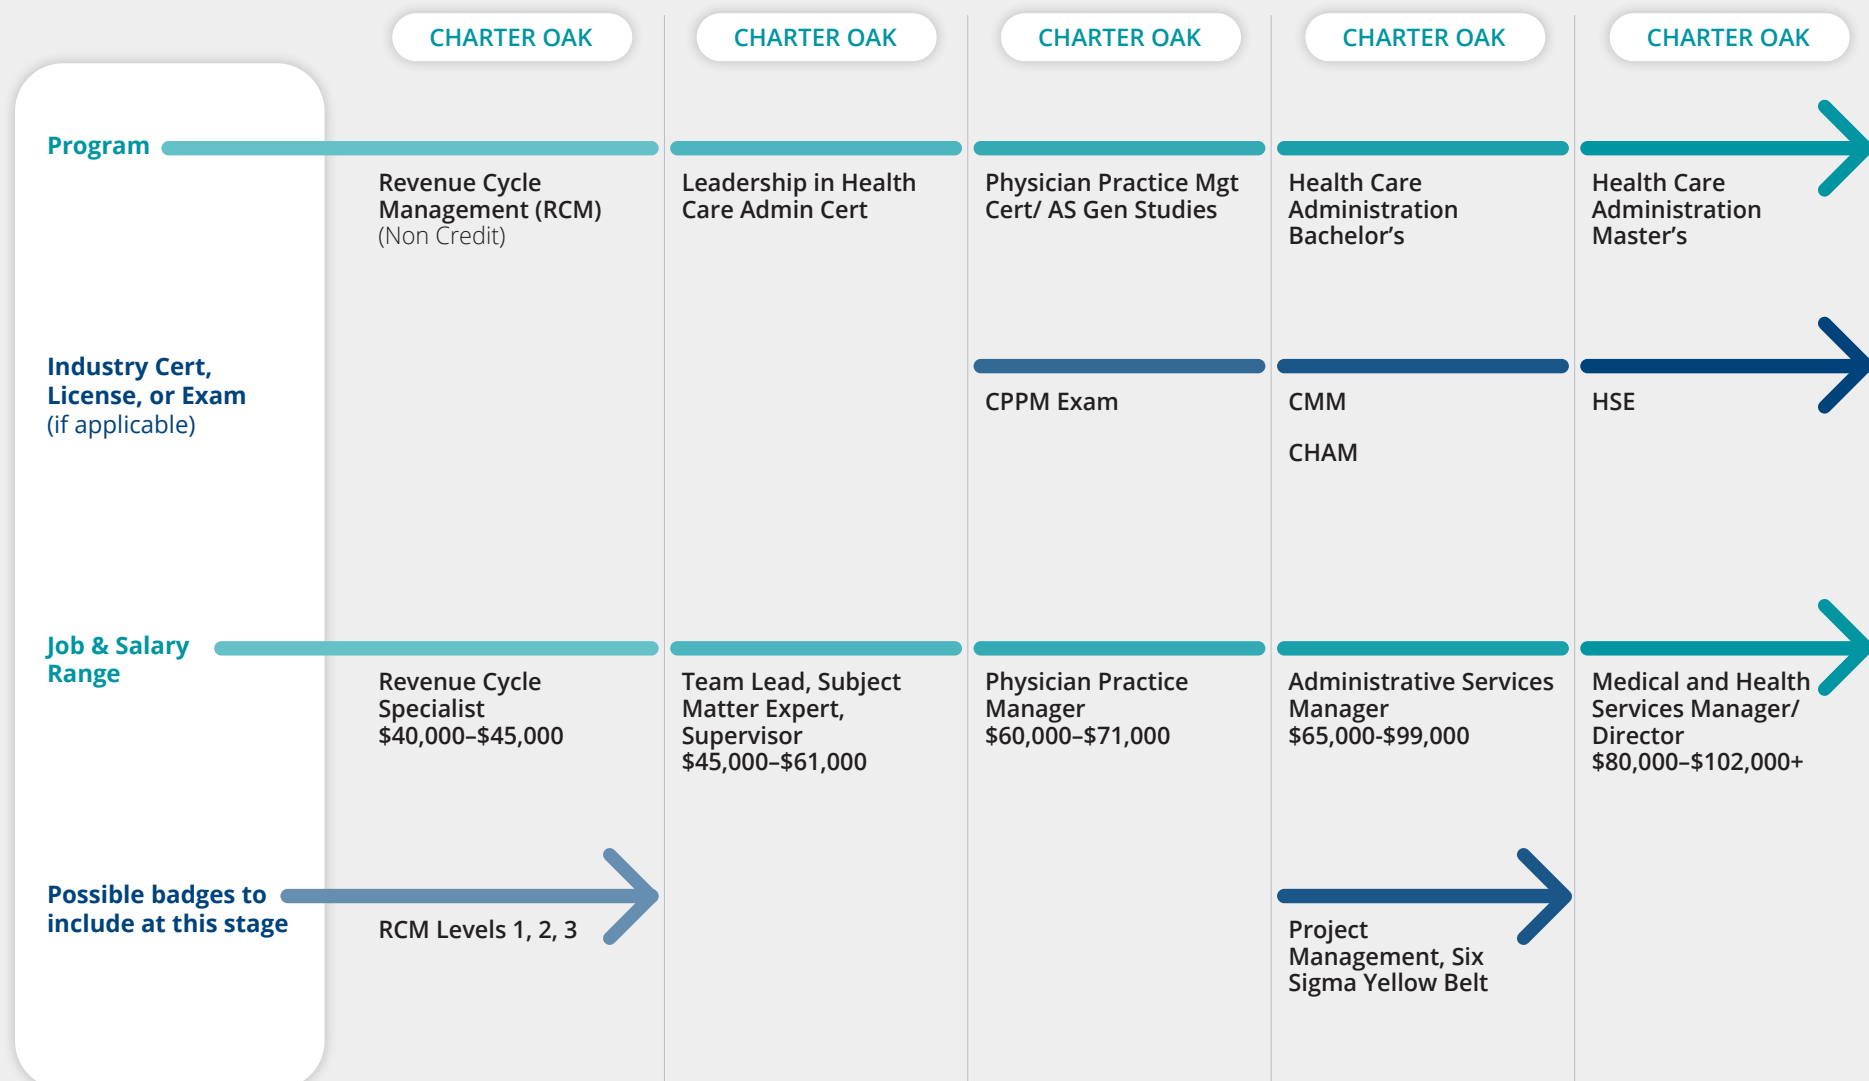 CHARTER OAK
CHARTER OAK
CHARTER OAK
CHARTER OAK
CHARTER OAK
Program
Revenue Cycle
Management (RCM)
(Non Credit)
Leadership in Health
Care Admin Cert
Physician Practice Mgt
Cert/ AS Gen Studies
Health Care
Administration
Bachelor’s
Health Care
Administration
Master’s
Industry Cert,
License, or Exam
(if applicable)
CPPM Exam
CMM
CHAM
HSE
Job & Salary
Range
Revenue Cycle
Specialist
$40,000–$45,000
Team Lead, Subject
Matter Expert,
Supervisor
$45,000–$61,000
Physician Practice
Manager
$60,000–$71,000
Administrative Services
Manager
$65,000-$99,000
Medical and Health
Services Manager/
Director
$80,000–$102,000+
Possible badges to
include at this stage
RCM Levels 1, 2, 3
Project
Management, Six
Sigma Yellow Belt